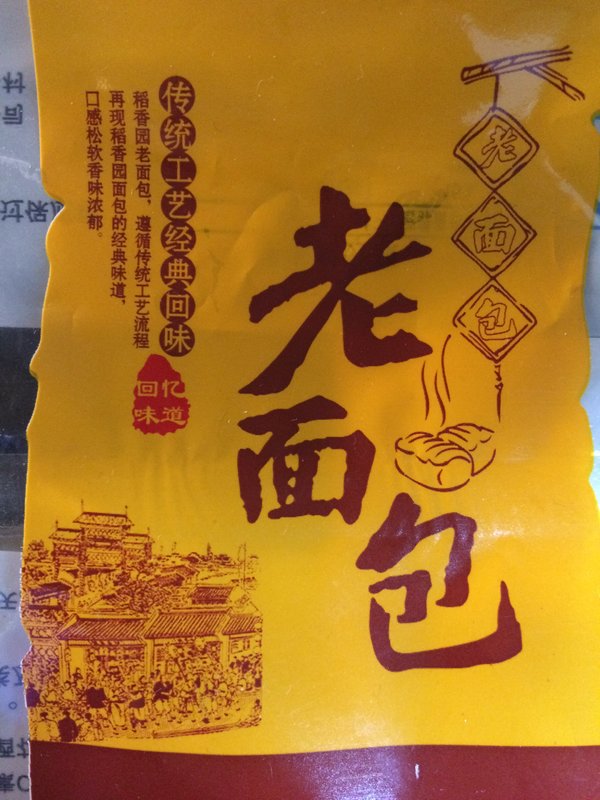 老面包
老面包
传统工艺经典回味
稻香园老面包，遵循传统工艺流程
再现稻香园面包的经典味道，
口感松软香味浓郁。
回忆
味道